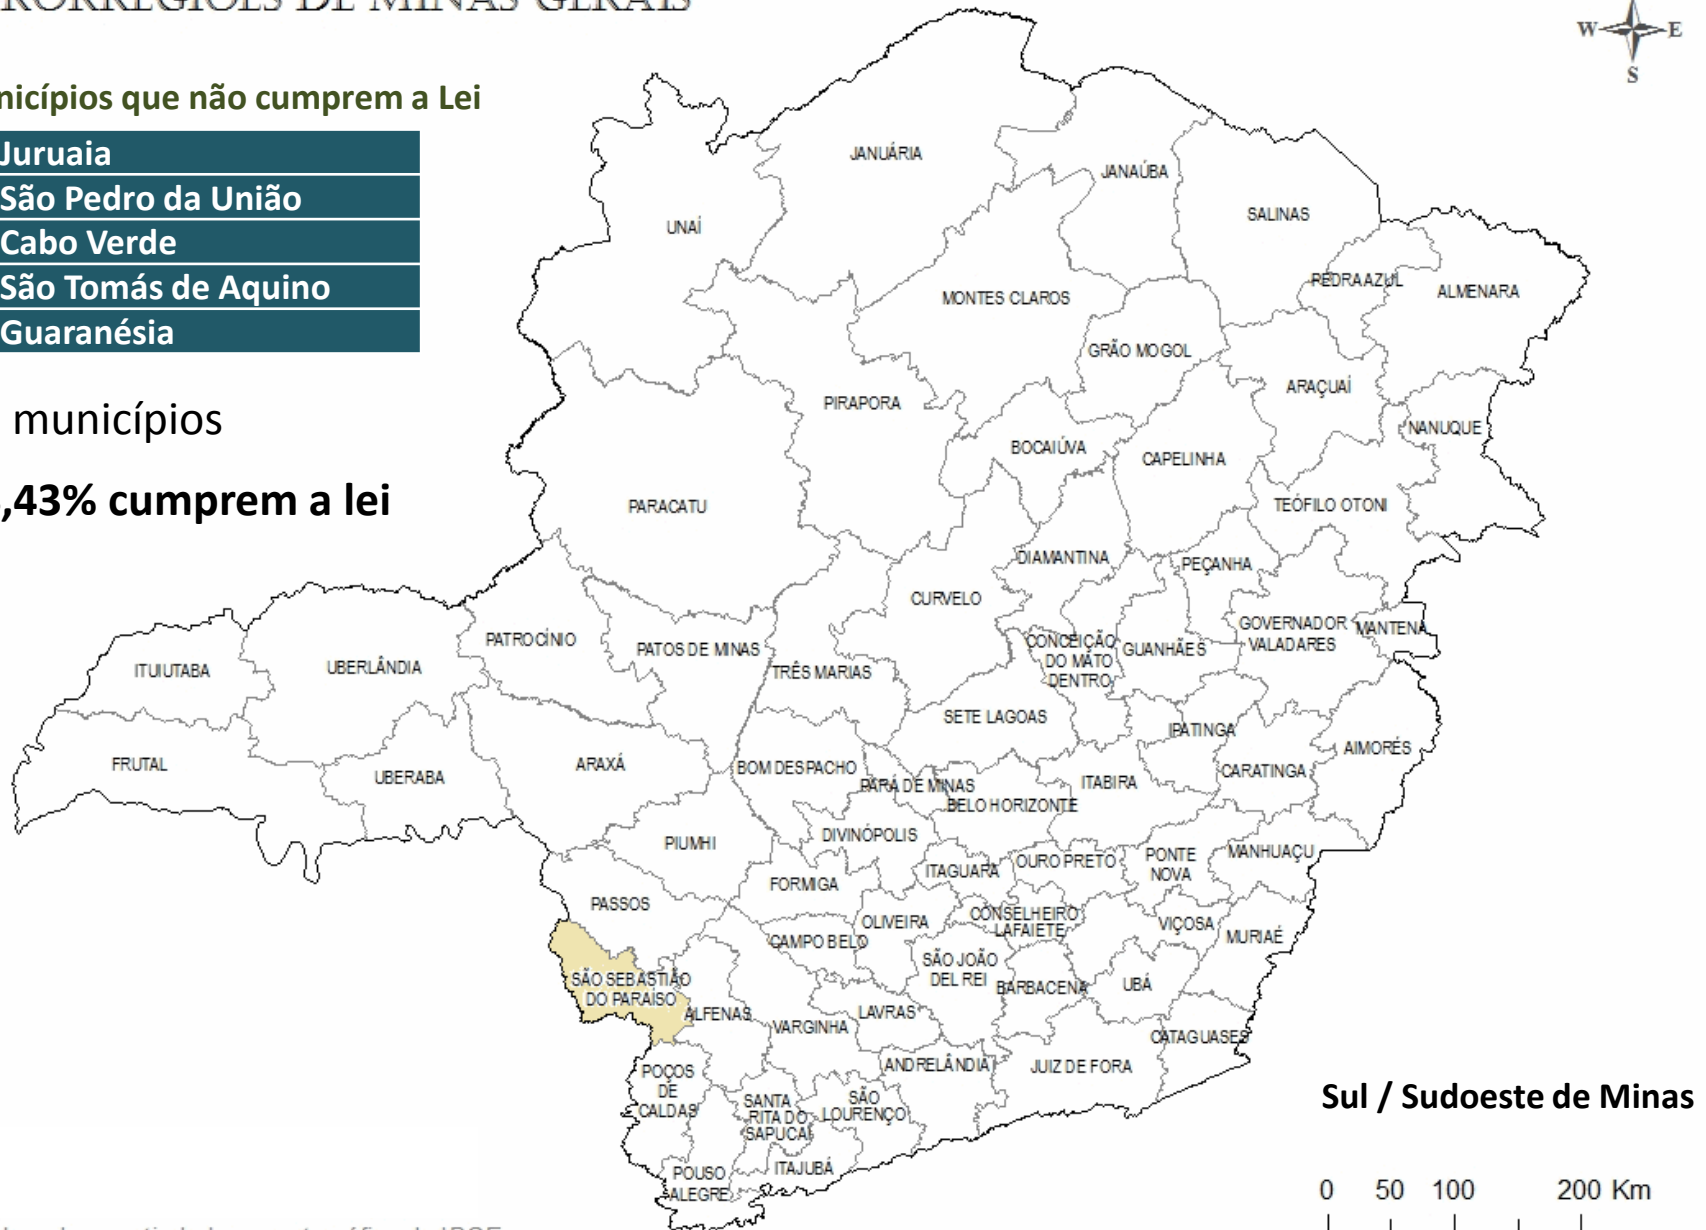 RORREGIÕES DE MINAS GERAIS
W E
S
nicípios que não cumprem a Lei
Juruaia
São Pedro da União
Cabo Verde
São Tomás de Aquino
Guaranésia
municípios
,43% cumprem a lei
JANUÁRIA
JANAÚBA
SALINAS
UNAÍ
PEDRA AZUL
ALMENARA
MONTES CLAROS
GRÃO MOGOL
ARAÇUAÍ
PIRAPORA
NANUQUE
BOCAIÚVA
CAPELINHA
PARACATU
TEÓFILO OTONI
DIAMANTINA
PEÇANHA
CURVELO
GOVERNADOR
VALADARES
MANTENA
PATROCÍNIO
PATOS DE MINAS
CONCEIÇÃO
DO MATO
DENTRO
GUANHÃES
ITUIUTABA
UBERLÂNDIA
TRÊS MARIAS
SETE LAGOAS
IPATINGA
AIMORÉS
FRUTAL
UBERABA
ARAXÁ
BOM DESPACHO
PARÁ DE MINAS
BELO HORIZONTE
ITABIRA
CARATINGA
PIUMHI
DIVINÓPOLIS
ITAGUARA
OURO PRETO
PONTE
NOVA
MANHUAÇU
FORMIGA
PASSOS
OLIVEIRA
CONSELHEIRO
LAFAIETE
VIÇOSA
MURIAÉ
CAMPO BELO
SÃO JOÃO
DEL REI
BARBACENA
UBÁ
SÃO SEBASTIÃO
DO PARAÍSO
ALFENAS
VARGINHA
LAVRAS
CATAGUASES
ANDRELÂNDIA
JUIZ DE FORA
POÇOS
DE
CALDAS
SANTA
RITA DO
SAPUCAÍ
SÃO
LOURENÇO
POUSO
ALEGRE
ITAJUBÁ
Sul / Sudoeste de Minas
0 50 100 200 Km